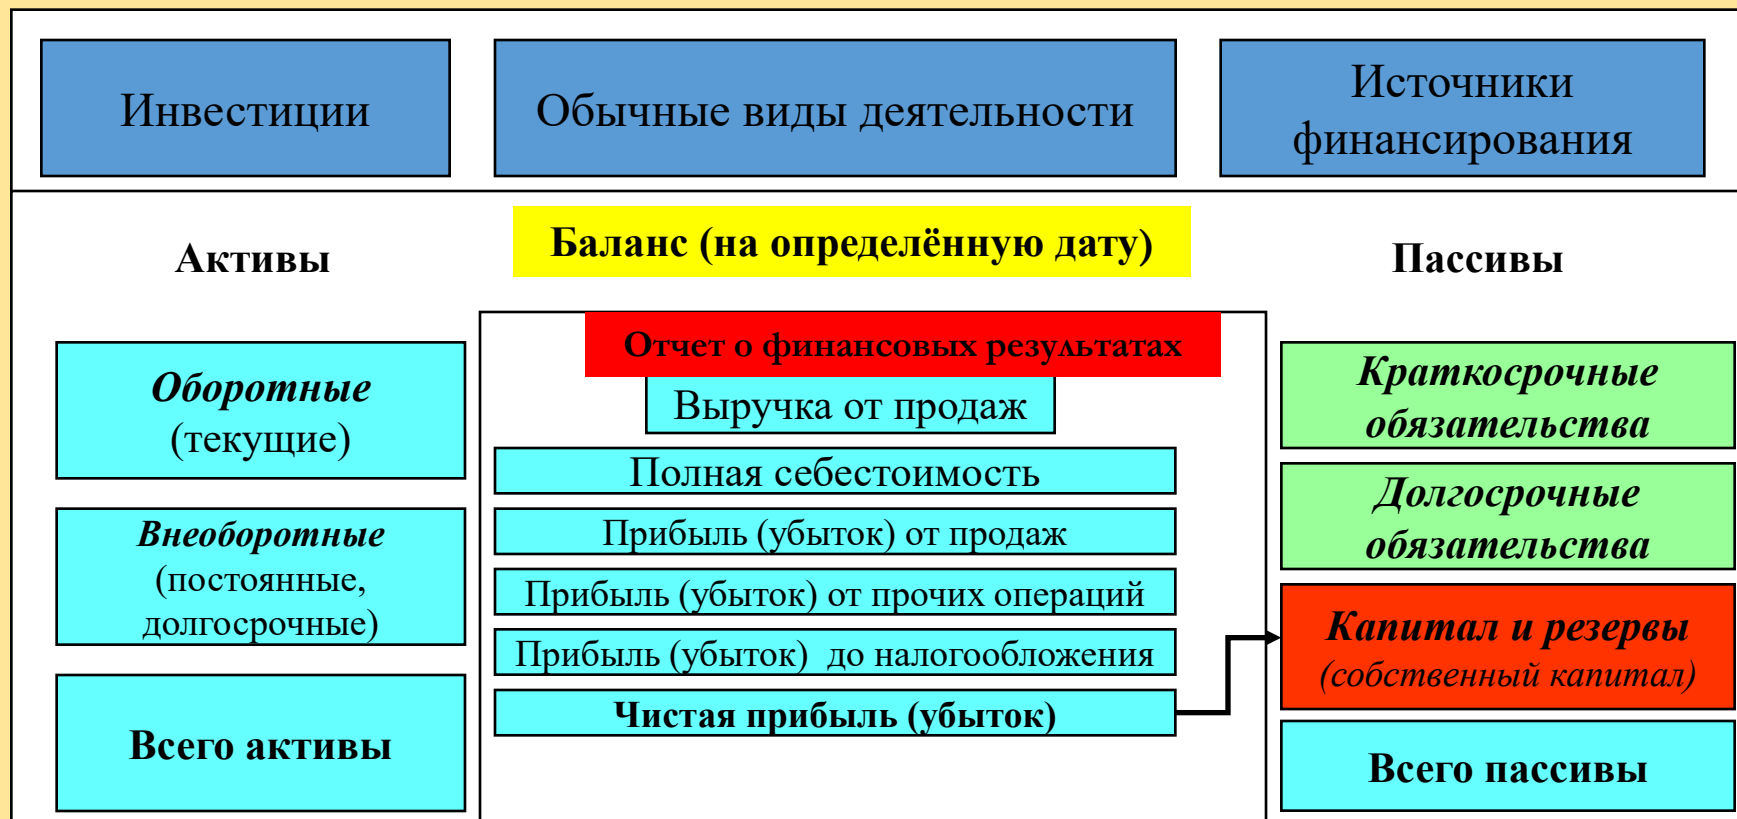 Инвестиции
Обычные виды деятельности
Источники
финансирования
Активы
Баланс (на определённую дату)
Пассивы
Оборотные
(текущие)
Внеоборотные
(постоянные,
долгосрочные)
Всего активы
Отчет о финансовых результатах
Выручка от продаж
Полная себестоимость
Прибыль (убыток) от продаж
Прибыль (убыток) от прочих операций
Прибыль (убыток) до налогообложения
Чистая прибыль (убыток)
Краткосрочные
обязательства
Долгосрочные
обязательства
Капитал и резервы
(собственный капитал)
Всего пассивы